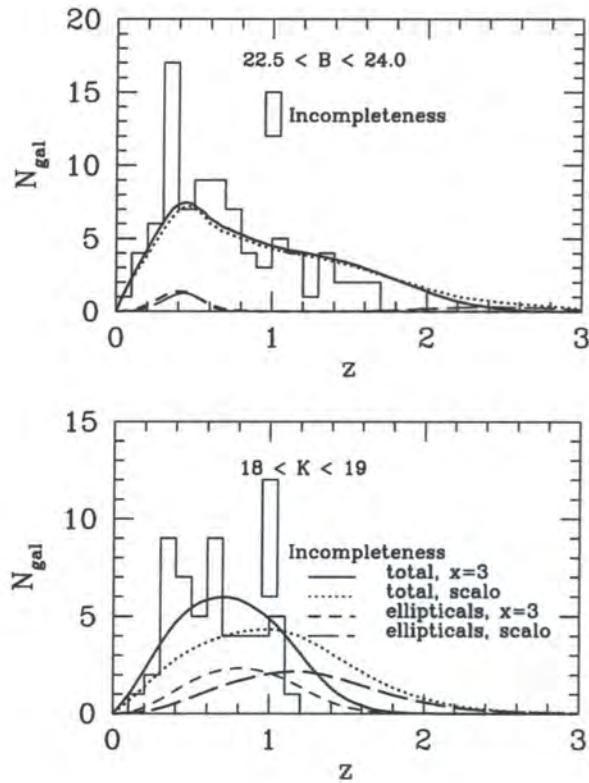 20
15
10
5
0
N_gal
22.5 < B < 24.0
Incompleteness
0
1
2
3
z
15
10
5
0
N_gal
18 < K < 19
Incompleteness
total, x=3
total, scalo
ellipticals, x=3
ellipticals, scalo
0
1
2
3
z